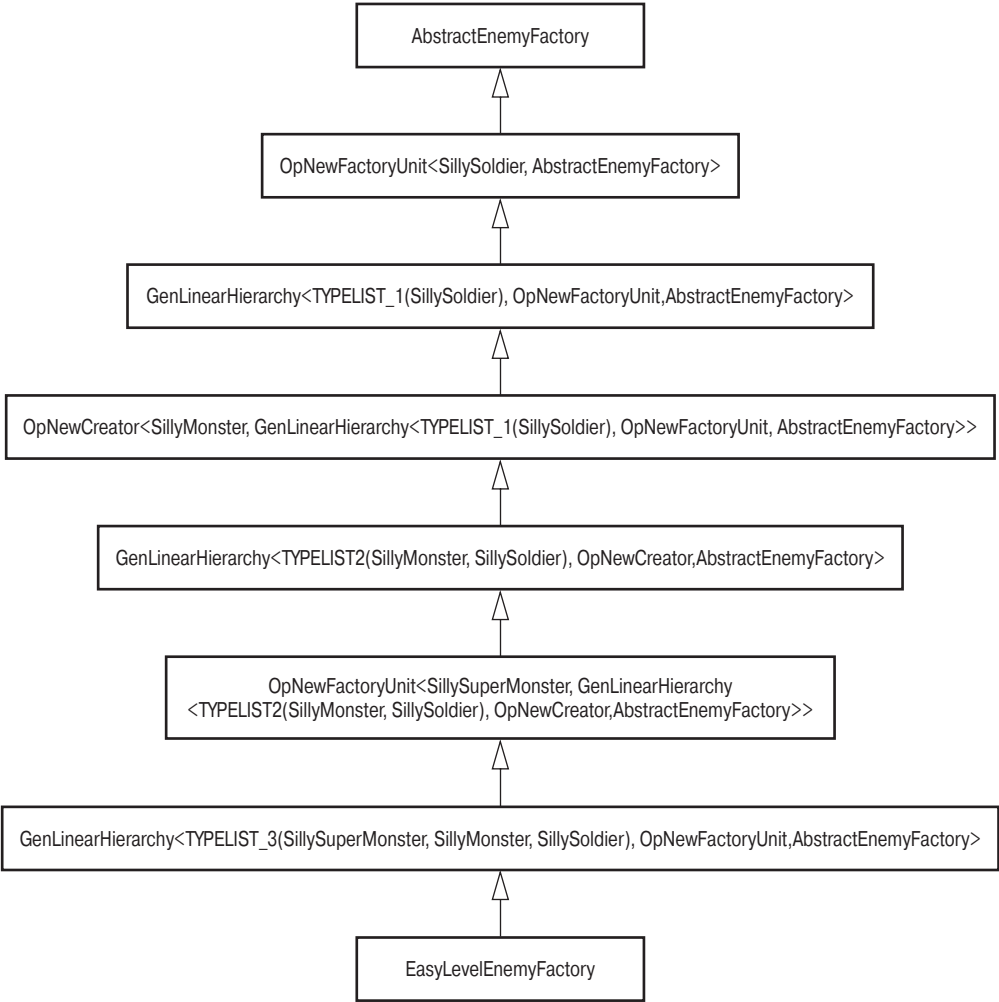 AbstractEnemyFactory
OpNewFactoryUnit<SillySoldier, AbstractEnemyFactory>
GenLinearHierarchy<TYPELIST_1(SillySoldier), OpNewFactoryUnit,AbstractEnemyFactory>
OpNewCreator<SillyMonster, GenLinearHierarchy<TYPELIST_1(SillySoldier), OpNewFactoryUnit, AbstractEnemyFactory>>
GenLinearHierarchy<TYPELIST2(SillyMonster, SillySoldier), OpNewCreator,AbstractEnemyFactory>
OpNewFactoryUnit<SillySuperMonster, GenLinearHierarchy
<TYPELIST2(SillyMonster, SillySoldier), OpNewCreator,AbstractEnemyFactory>>
GenLinearHierarchy<TYPELIST_3(SillySuperMonster, SillyMonster, SillySoldier), OpNewFactoryUnit,AbstractEnemyFactory>
EasyLevelEnemyFactory